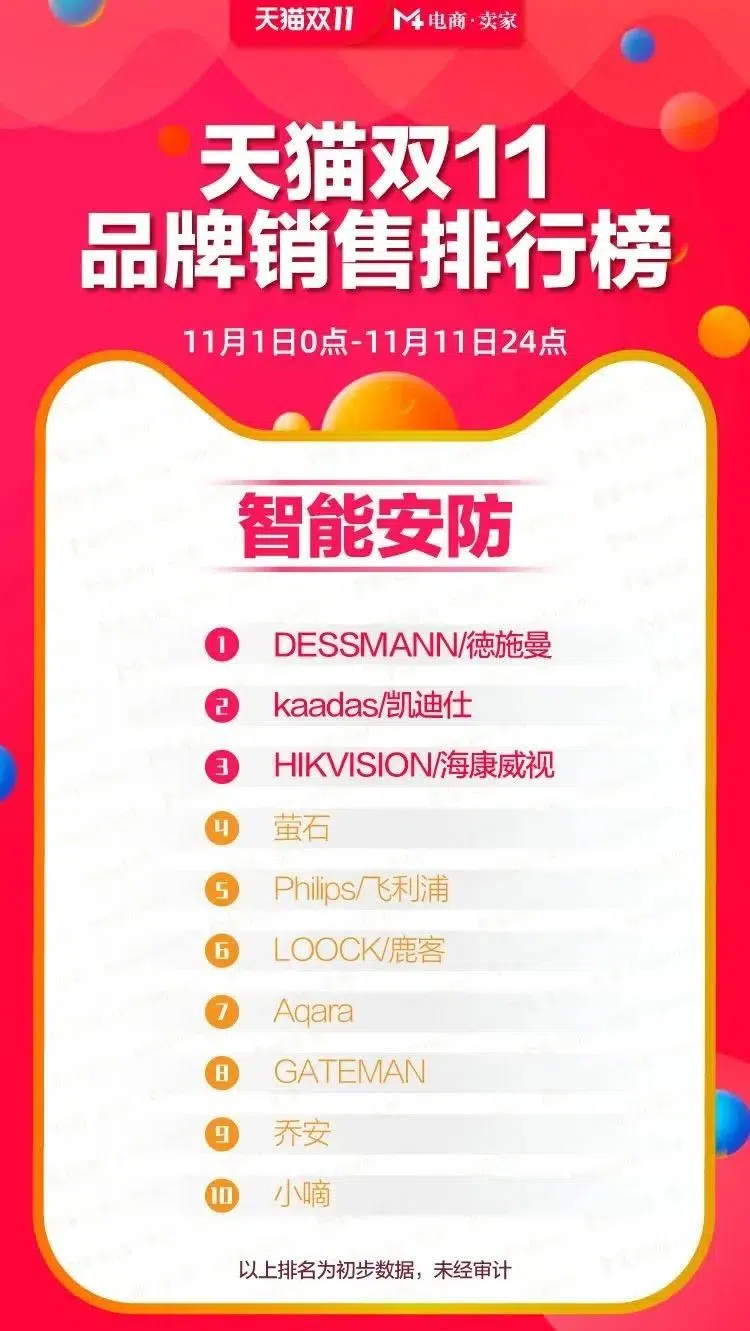 天猫双11 M4电商·卖家
天猫双11
品牌销售排行榜
11月1日0点-11月11日24点
智能安防
1 DESSMANN/德施曼
2 kaadas/凯迪仕
3 HIKVISION/海康威视
4 萤石
5 Philips/飞利浦
6 LOOCK/鹿客
7 Aqara
8 GATEMAN
9 乔安
10 小嘀
以上排名为初步数据，未经审计